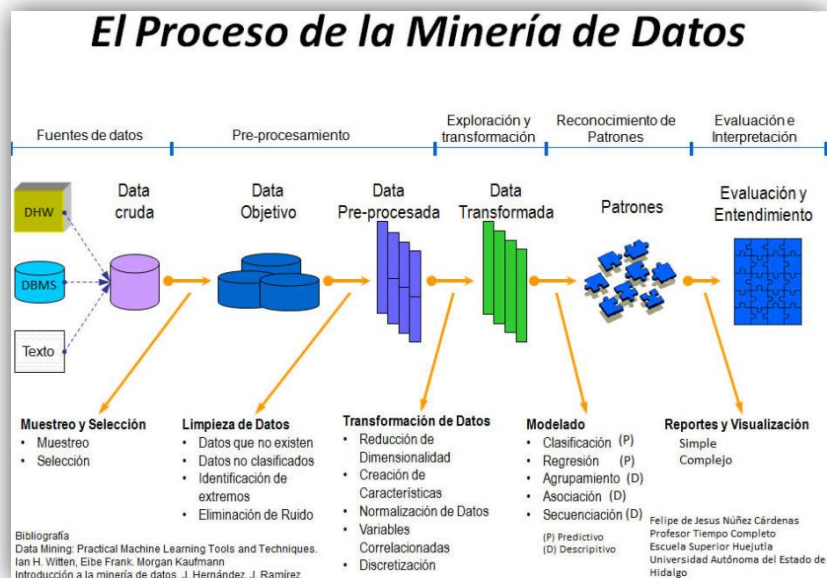 El Proceso de la Minería de Datos
Fuentes de datos
Pre-procesamiento
Exploración y
transformación
Reconocimiento de
Patrones
Evaluación e
Interpretación
DHW
DBMS
Texto
Data
cruda
Data
Objetivo
Data
Pre-procesada
Data
Transformada
Patrones
Evaluación y
Entendimiento
Muestreo y Selección
• Muestreo
• Selección
Limpieza de Datos
• Datos que no existen
• Datos no clasificados
• Identificación de
extremos
• Eliminación de Ruido
Transformación de Datos
• Reducción de
Dimensionalidad
• Creación de
Características
• Normalización de Datos
• Variables
Correlacionadas
• Discretización
Modelado
• Clasificación (P)
• Regresión (P)
• Agrupamiento (D)
• Asociación (D)
• Secuenciación (D)
(P) Predictivo
(D) Descripitivo
Reportes y Visualización
Simple
Complejo
Bibliografía
Data Mining: Practical Machine Learning Tools and Techniques.
Ian H. Witten, Eibe Frank. Morgan Kaufmann
Introducción a la minería de datos. J. Hernández, J. Ramírez
Felipe de Jesus Núñez Cárdenas
Profesor Tiempo Completo
Escuela Superior Huejutla
Universidad Autónoma del Estado de
Hidalgo